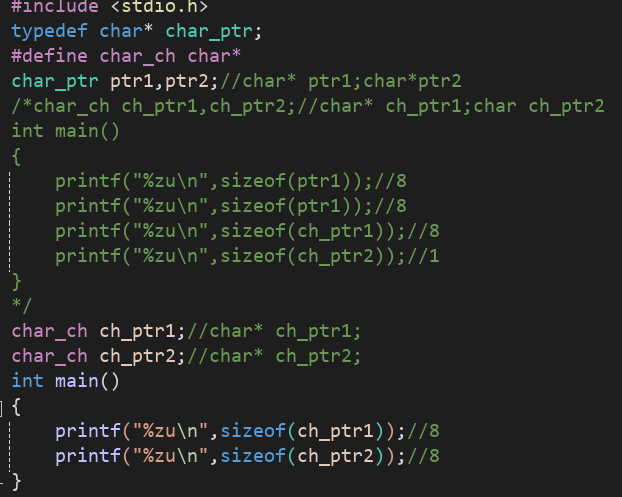 #include <stdio.h>
typedef char* char_ptr;
#define char_ch char*
char_ptr ptr1,ptr2;//char* ptr1;char*ptr2
/*char_ch ch_ptr1,ch_ptr2;//char* ch_ptr1;char ch_ptr2
int main()
{
    printf("%zu\n",sizeof(ptr1));//8
    printf("%zu\n",sizeof(ptr1));//8
    printf("%zu\n",sizeof(ch_ptr1));//8
    printf("%zu\n",sizeof(ch_ptr2));//1
}
*/
char_ch ch_ptr1;//char* ch_ptr1;
char_ch ch_ptr2;//char* ch_ptr2;
int main()
{
    printf("%zu\n",sizeof(ch_ptr1));//8
    printf("%zu\n",sizeof(ch_ptr2));//8
}